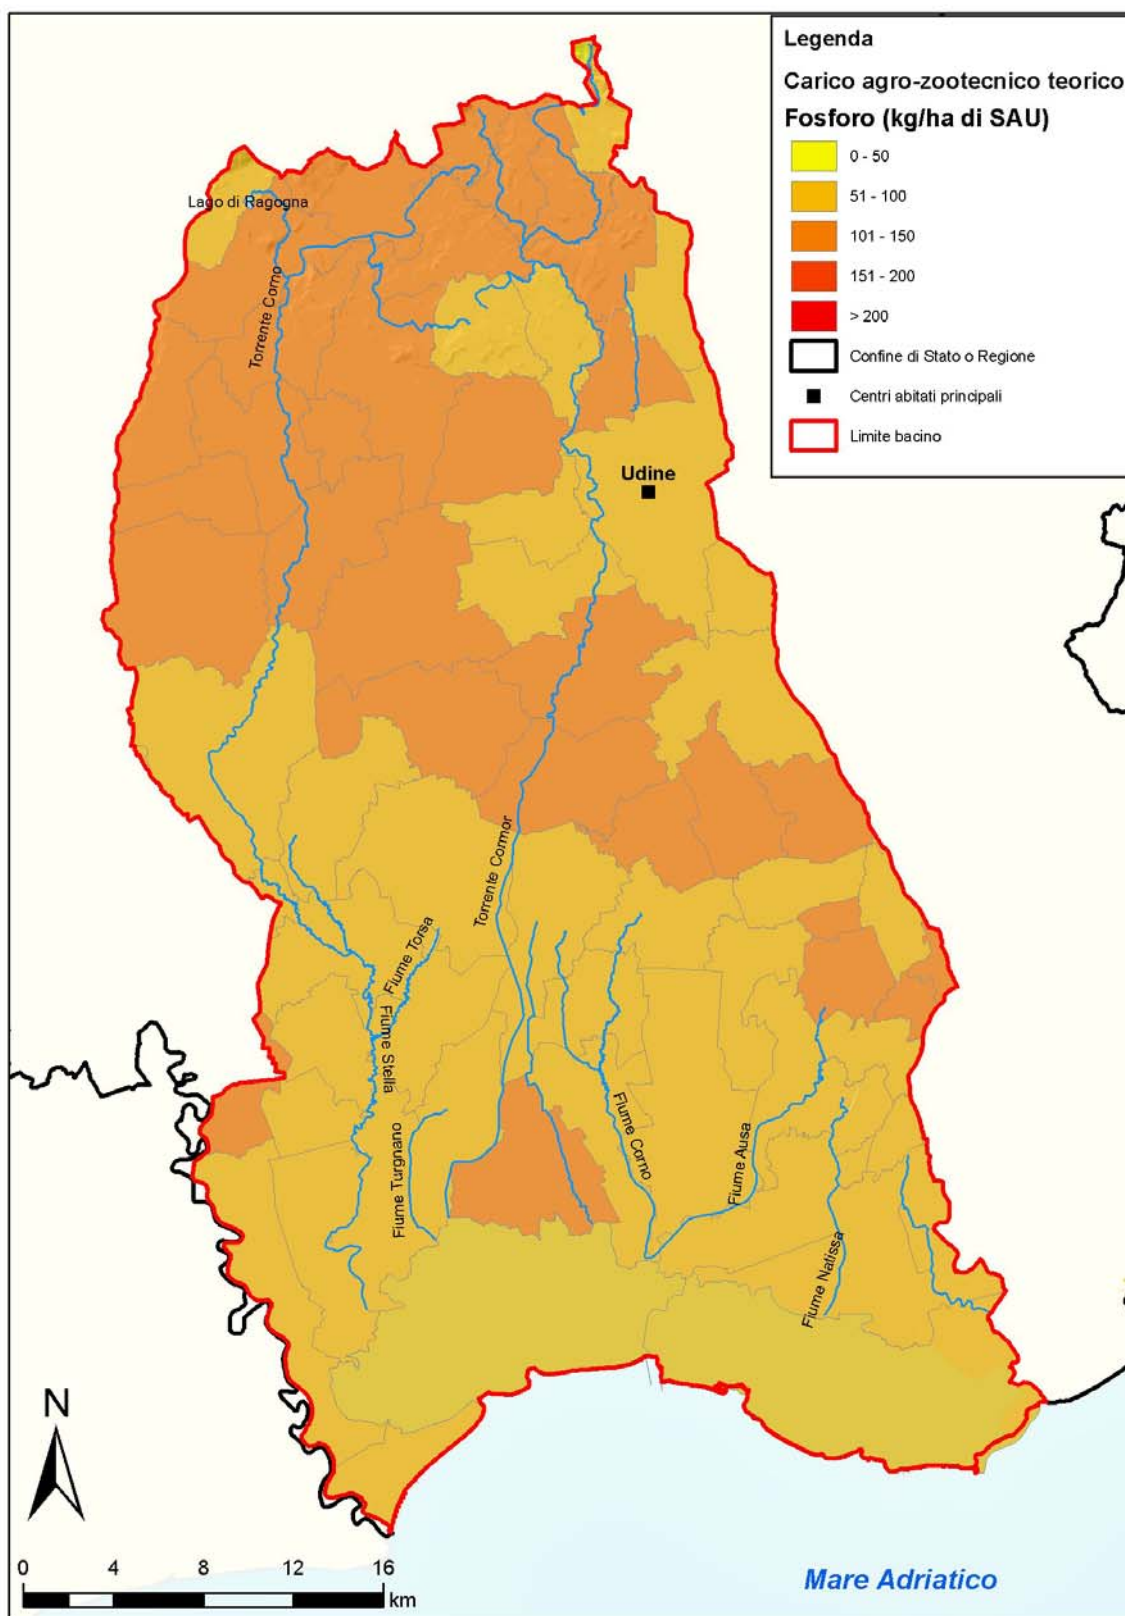 Legenda
Carico agro-zootecnico teorico
Fosforo (kg/ha di SAU)
0 - 50
51 - 100
101 - 150
151 - 200
> 200
Confine di Stato o Regione
Centri abitati principali
Limite bacino
Lago di Ragogna
Torrente Corno
Udine
Torrente Cormor
Fiume Torsa
Fiume Stella
Fiume Turgnano
Fiume Corno
Fiume Ausa
Fiume Natissa
N
0 4 8 12 16
km
Mare Adriatico